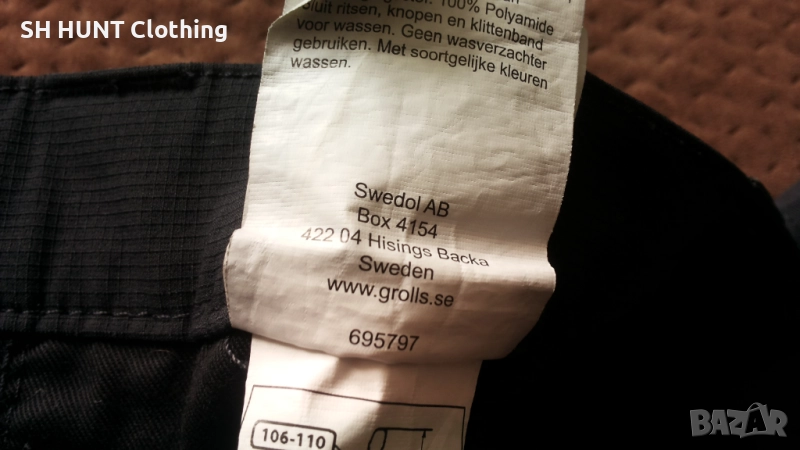 SH HUNT Clothing
100% Polyamide
sluit ritsen, knopen en klittenband
voor wassen. Geen wasverzachter
gebruiken. Met soortgelijke kleuren
wassen.
Swedol AB
Box 4154
422 04 Hisings Backa
Sweden
www.grolls.se
695797
106-110
BAZAR